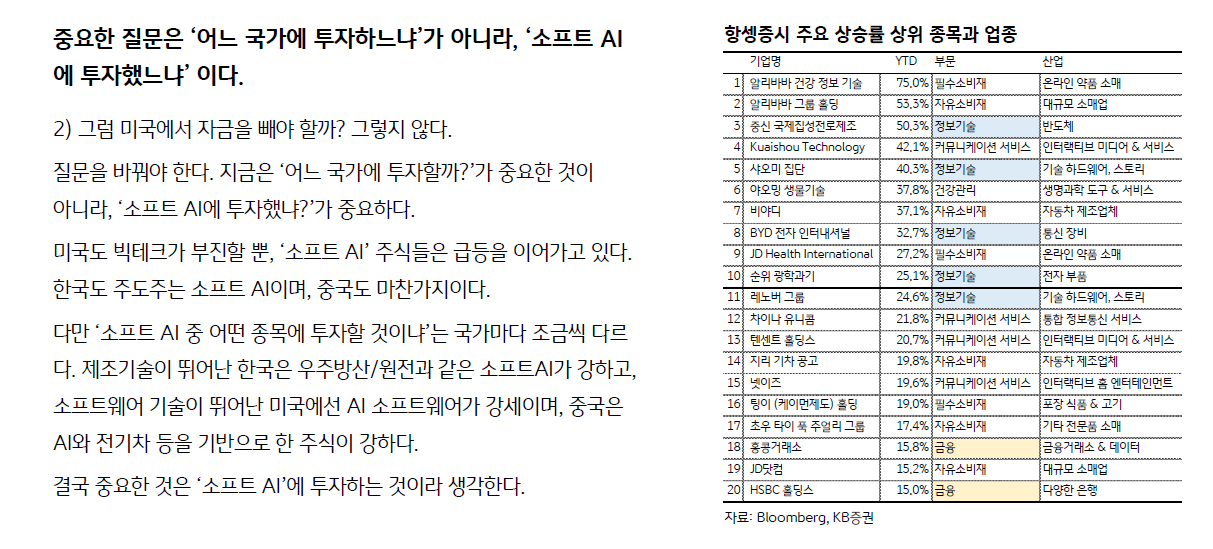 중요한 질문은 ‘어느 국가에 투자하느냐’가 아니라, ‘소프트 AI
에 투자했느냐’ 이다.
2) 그럼 미국에서 자금을 빼야 할까? 그렇지 않다.
질문을 바꿔야 한다. 지금은 ‘어느 국가에 투자할까?’가 중요한 것이
아니라, ‘소프트 AI에 투자했냐?’가 중요하다.
미국도 빅테크가 부진할 뿐, ‘소프트 AI’ 주식들은 급등을 이어가고 있다.
한국도 주도주는 소프트 AI이며, 중국도 마찬가지이다.
다만 ‘소프트 AI 중 어떤 종목에 투자할 것이냐’는 국가마다 조금씩 다르
다. 제조기술이 뛰어난 한국은 우주방산/원전과 같은 소프트AI가 강하고,
소프트웨어 기술이 뛰어난 미국에선 AI 소프트웨어가 강세이며, 중국은
AI와 전기차 등을 기반으로 한 주식이 강하다.
결국 중요한 것은 ‘소프트 AI’에 투자하는 것이라 생각한다.
항셍증시 주요 상승률 상위 종목과 업종
기업명 YTD 부문 산업
1 알리바바 건강 정보 기술 75.0% 필수소비재 온라인 약품 소매
2 알리바바 그룹 홀딩 53.3% 자유소비재 대규모 소매업
3 중신 국제집성전로제조 50.3% 정보기술 반도체
4 Kuaishou Technology 42.1% 커뮤니케이션 서비스 인터랙티브 미디어 & 서비스
5 샤오미 집단 40.3% 정보기술 기술 하드웨어, 스토리
6 야오밍 생물기술 37.8% 건강관리 생명과학 도구 & 서비스
7 비야디 37.1% 자유소비재 자동차 제조업체
8 BYD 전자 인터내셔널 32.7% 정보기술 통신 장비
9 JD Health International 27.2% 필수소비재 온라인 약품 소매
10 순위 광학과기 25.1% 정보기술 전자 부품
11 레노버 그룹 24.6% 정보기술 기술 하드웨어, 스토리
12 차이나 유니콤 21.8% 커뮤니케이션 서비스 통합 정보통신 서비스
13 텐센트 홀딩스 20.7% 커뮤니케이션 서비스 인터랙티브 미디어 & 서비스
14 지리 기차 공고 19.8% 자유소비재 자동차 제조업체
15 넷이즈 19.6% 커뮤니케이션 서비스 인터랙티브 홈 엔터테인먼트
16 팅이 (케이먼제도) 홀딩 19.0% 필수소비재 포장 식품 & 고기
17 초우 타이 푹 주얼리 그룹 17.4% 자유소비재 기타 전문품 소매
18 홍콩거래소 15.8% 금융 금융거래소 & 데이터
19 JD닷컴 15.2% 자유소비재 대규모 소매업
20 HSBC 홀딩스 15.0% 금융 다양한 은행
자료: Bloomberg, KB증권